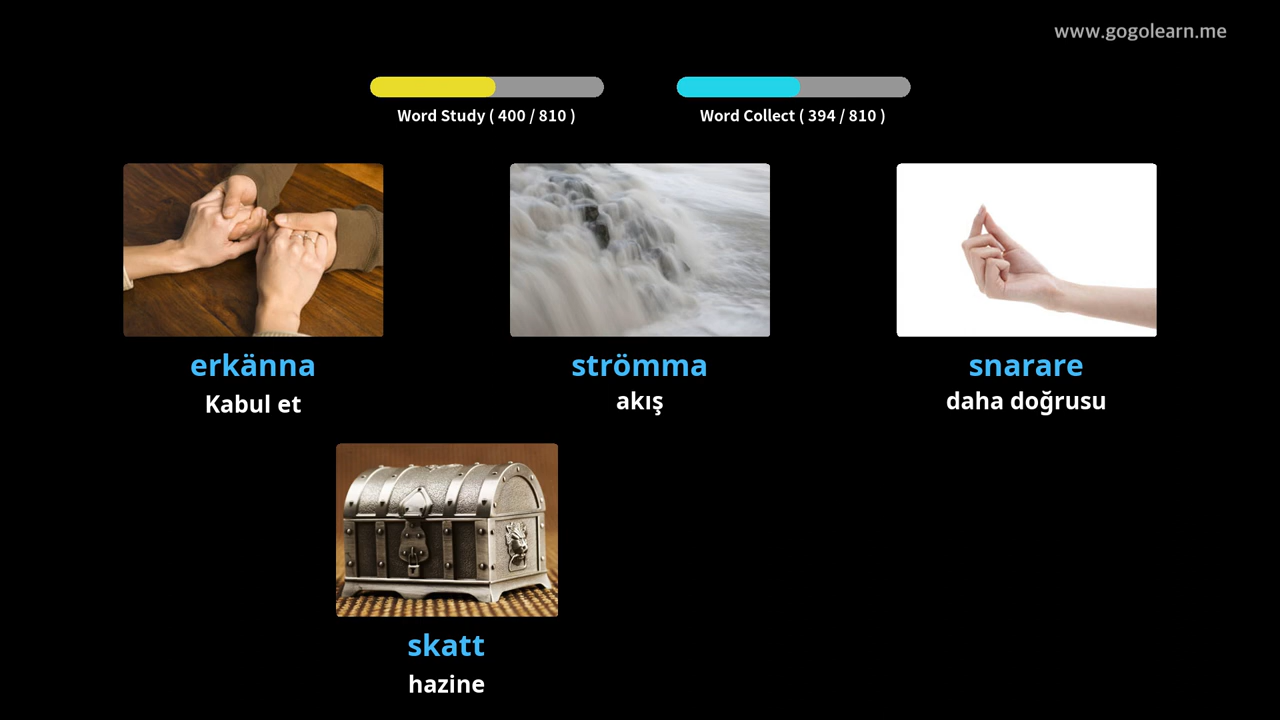 www.gogolearn.me
Word Study ( 400 / 810 )
Word Collect ( 394 / 810 )
erkänna
Kabul et
strömma
akış
snarare
daha doğrusu
skatt
hazine